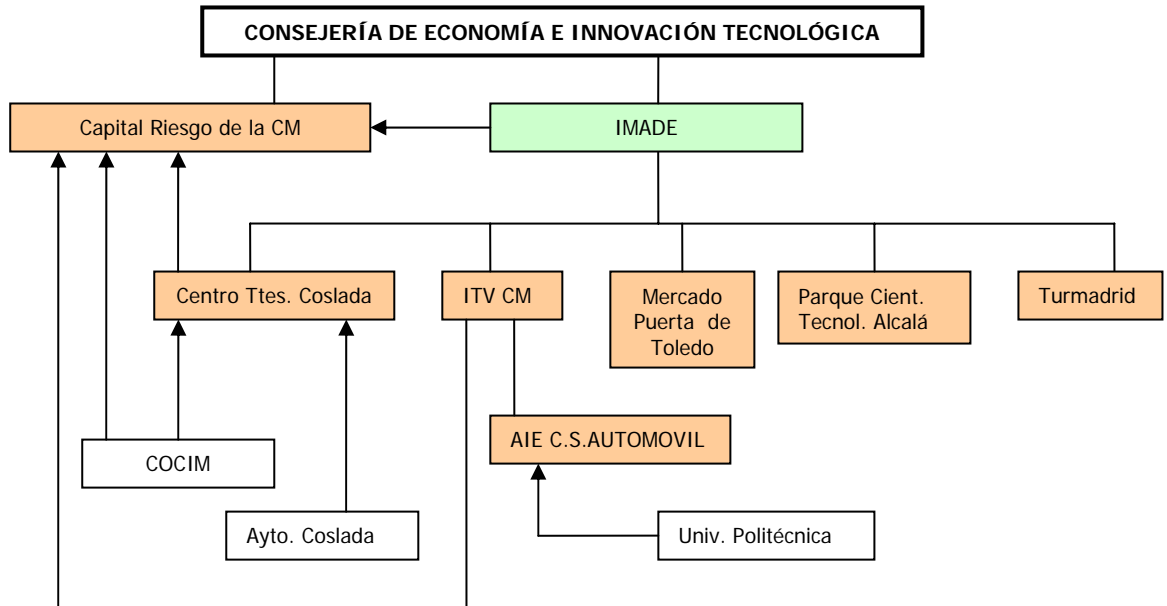 CONSEJERÍA DE ECONOMÍA E INNOVACIÓN TECNOLÓGICA
Capital Riesgo de la CM
IMADE
Centro Ttes. Coslada
ITV CM
Mercado
Puerta de
Toledo
Parque Cient.
Tecnol. Alcalá
Turmadrid
AIE C.S.AUTOMOVIL
COCIM
Ayto. Coslada
Univ. Politécnica